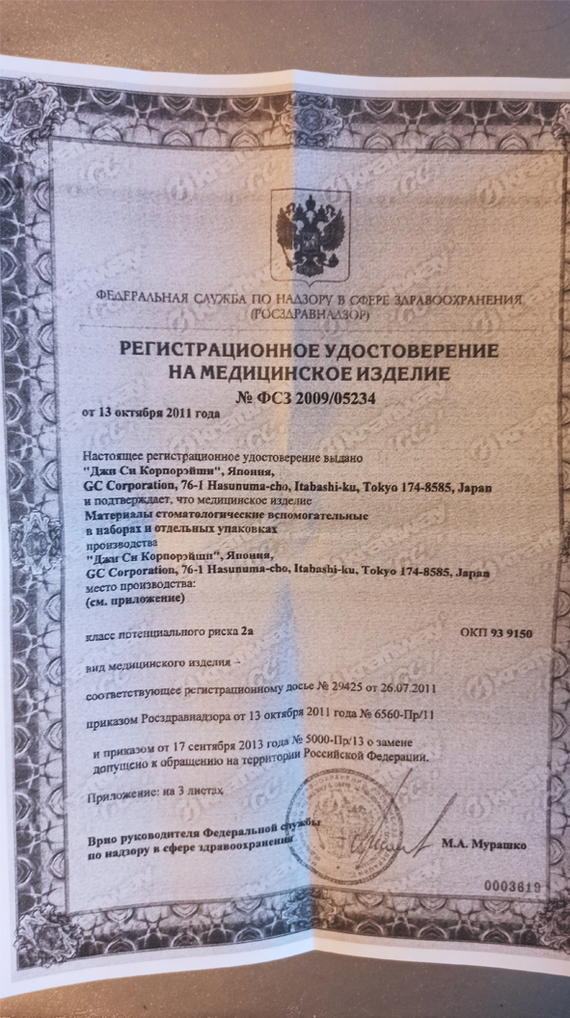 ФЕДЕРАЛЬНАЯ СЛУЖБА ПО НАДЗОРУ В СФЕРЕ ЗДРАВООХРАНЕНИЯ
(РОСЗДРАВНАДЗОР)
РЕГИСТРАЦИОННОЕ УДОСТОВЕРЕНИЕ
НА МЕДИЦИНСКОЕ ИЗДЕЛИЕ
№ ФСЗ 2009/05234
от 13 октября 2011 года
Настоящее регистрационное удостоверение выдано
"Джи Си Корпорэйшн", Япония,
GC Corporation, 76-1 Hasunuma-cho, Itabashi-ku, Tokyo 174-8585, Japan
и подтверждает, что медицинское изделие
Материалы стоматологические вспомогательные
в наборах и отдельных упаковках
производства
"Джи Си Корпорэйшн", Япония,
GC Corporation, 76-1 Hasunuma-cho, Itabashi-ku, Tokyo 174-8585, Japan
место производства:
(см. приложение)
класс потенциального риска 2а ОКП 93 9150
вид медицинского изделия -
соответствующее регистрационному досье № 29425 от 26.07.2011
приказом Росздравнадзора от 13 октября 2011 года № 6560-Пр/11
и приказом от 17 сентября 2013 года № 5000-Пр/13 о замене
допущено к обращению на территории Российской Федерации.
Приложение: на 3 листах
Врио руководителя Федеральной службы
по надзору в сфере здравоохранения М.А. Мурашко
0003619